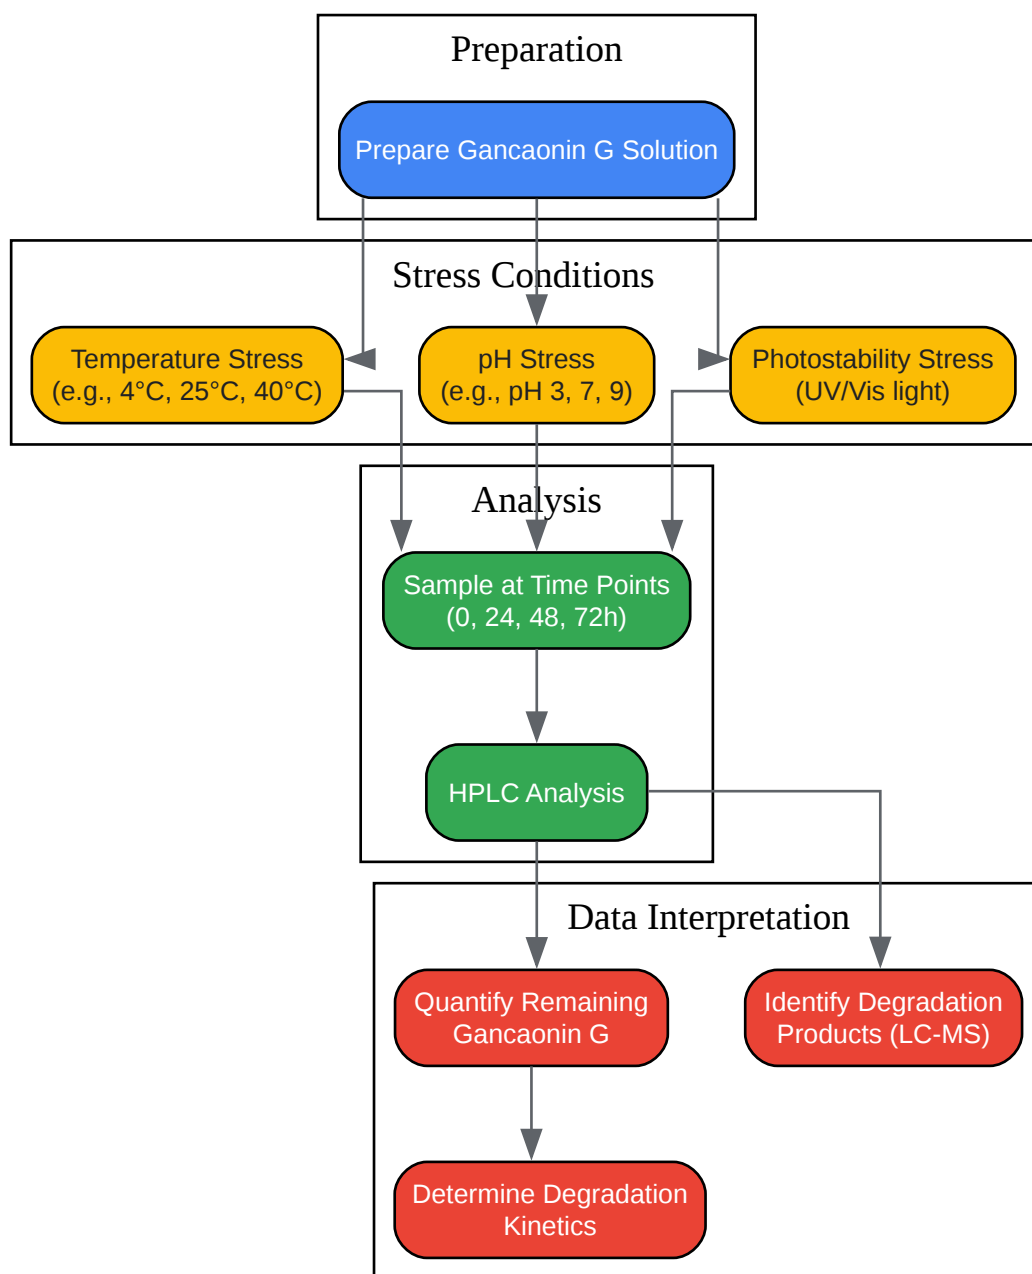 Preparation
Prepare Gancaonin G Solution
Stress Conditions
Temperature Stress
(e.g., 4°C, 25°C, 40°C)
pH Stress
(e.g., pH 3, 7, 9)
Photostability Stress
(UV/Vis light)
Analysis
Sample at Time Points
(0, 24, 48, 72h)
HPLC Analysis
Data Interpretation
Quantify Remaining
Gancaonin G
Identify Degradation
Products (LC-MS)
Determine Degradation
Kinetics